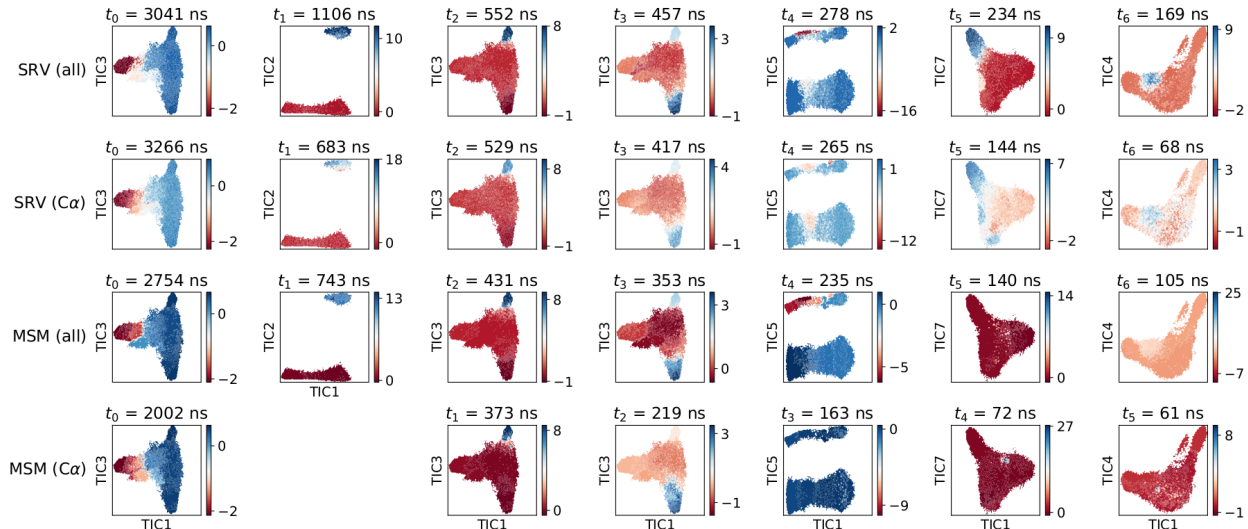 t₀ = 3041 ns t₁ = 1106 ns t₂ = 552 ns t₃ = 457 ns t₄ = 278 ns t₅ = 234 ns t₆ = 169 ns
SRV (all) TIC3 0 −2 TIC2 10 0 TIC3 8 −1 TIC3 3 −1 TIC5 2 −16 TIC7 9 0 TIC4 9 −2
t₀ = 3266 ns t₁ = 683 ns t₂ = 529 ns t₃ = 417 ns t₄ = 265 ns t₅ = 144 ns t₆ = 68 ns
SRV (Cα) TIC3 0 −2 TIC2 18 0 TIC3 8 −1 TIC3 4 −1 TIC5 1 −12 TIC7 7 −2 TIC4 3 −1
t₀ = 2754 ns t₁ = 743 ns t₂ = 431 ns t₃ = 353 ns t₄ = 235 ns t₅ = 140 ns t₆ = 105 ns
MSM (all) TIC3 0 −2 TIC2 13 0 TIC3 8 −1 TIC3 3 0 TIC5 0 −5 TIC7 14 0 TIC4 25 −7
TIC1
t₀ = 2002 ns t₁ = 373 ns t₂ = 219 ns t₃ = 163 ns t₄ = 72 ns t₅ = 61 ns
MSM (Cα) TIC3 0 −2 TIC3 8 −1 TIC3 3 −1 TIC5 0 −9 TIC7 27 0 TIC4 8 −1
TIC1 TIC1 TIC1 TIC1 TIC1 TIC1